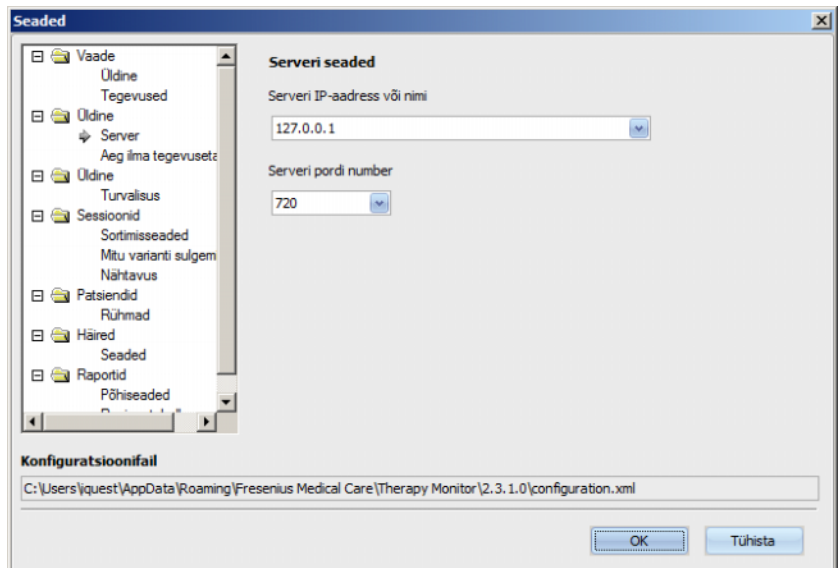 Seaded
Vaade
Üldine
Tegevused
Üldine
Server
Aeg ilma tegevuseta
Üldine
Turvalisus
Sessioonid
Sortimisseaded
Mitu varianti sulgem
Nähtavus
Patsiendid
Rühmad
Häired
Seaded
Raportid
Põhiseaded
Serveri seaded
Serveri IP-aadress või nimi
127.0.0.1
Serveri pordi number
720
Konfiguratsioonifail
C:\Users\iquest\AppData\Roaming\Fresenius Medical Care\Therapy Monitor\2.3.1.0\configuration.xml
OK
Tühista